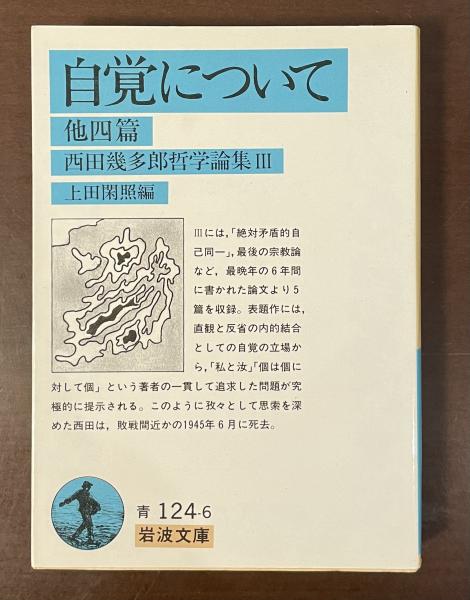 自覚について
他四篇
西田幾多郎哲学論集Ⅲ
上田閑照編
Ⅲには,「絶対矛盾的自
己同一」,最後の宗教論
など,最晩年の6年間
に書かれた論文より5
篇を収録。表題作には,
直観と反省の内的結合
としての自覚の立場か
ら,「私と汝」「個は個に
対して個」という著者の一貫して追求した問題が究
極的に提示される。このように孜々として思索を深
めた西田は,敗戦間近かの1945年6月に死去。
青 124-6
岩波文庫